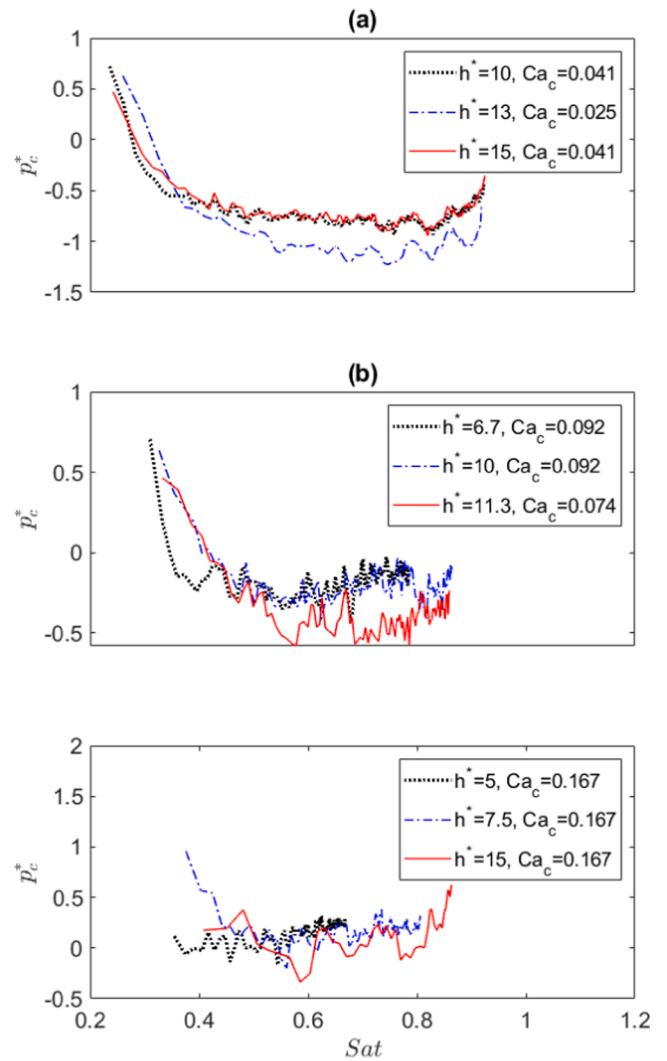 (a)
1
0.5
0
-0.5
-1
-1.5
p*c
h*=10, Cac=0.041
h*=13, Cac=0.025
h*=15, Cac=0.041
(b)
1
0.5
0
-0.5
p*c
h*=6.7, Cac=0.092
h*=10, Cac=0.092
h*=11.3, Cac=0.074
2
1.5
1
0.5
0
-0.5
p*c
h*=5, Cac=0.167
h*=7.5, Cac=0.167
h*=15, Cac=0.167
0.2 0.4 0.6 0.8 1 1.2
Sat